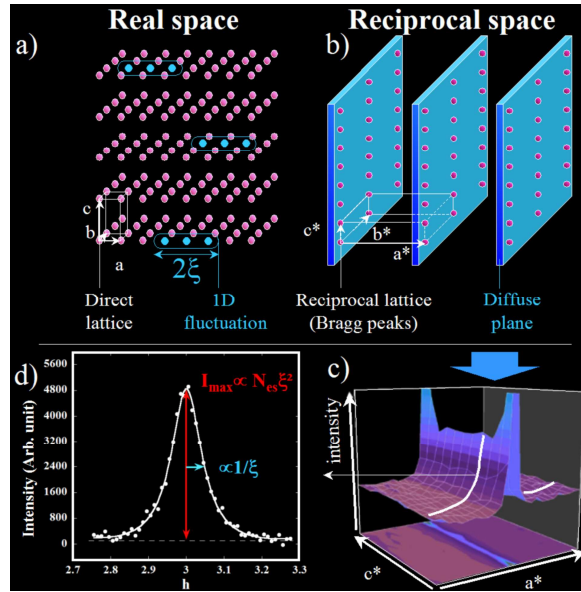 Real space
Reciprocal space
a)
b)
c
b
a
2ξ
c*
b*
a*
Direct
lattice
1D
fluctuation
Reciprocal lattice
(Bragg peaks)
Diffuse
plane
d)
5600
4800
4000
3200
2400
1600
800
0
Intensity (Arb. unit)
I_max ∝ N_es ξ²
∝1/ξ
2.7
2.8
2.9
3
3.1
3.2
3.3
h
c)
intensity
c*
a*